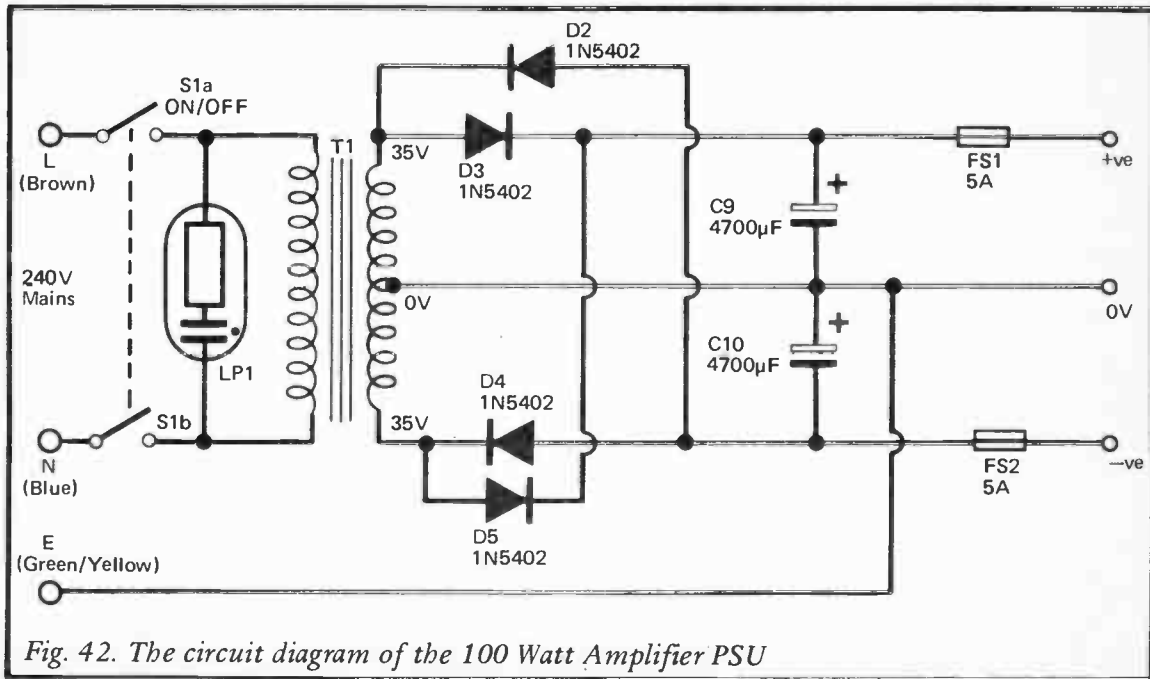 D2
1N5402
S1a
ON/OFF
L
(Brown)
T1
35V
D3
1N5402
FS1
5A
+ve
+
C9
4700µF
240V
Mains
0V
0V
+
C10
4700µF
LP1
D4
1N5402
35V
S1b
N
(Blue)
FS2
5A
—ve
D5
1N5402
E
(Green/Yellow)
Fig. 42. The circuit diagram of the 100 Watt Amplifier PSU